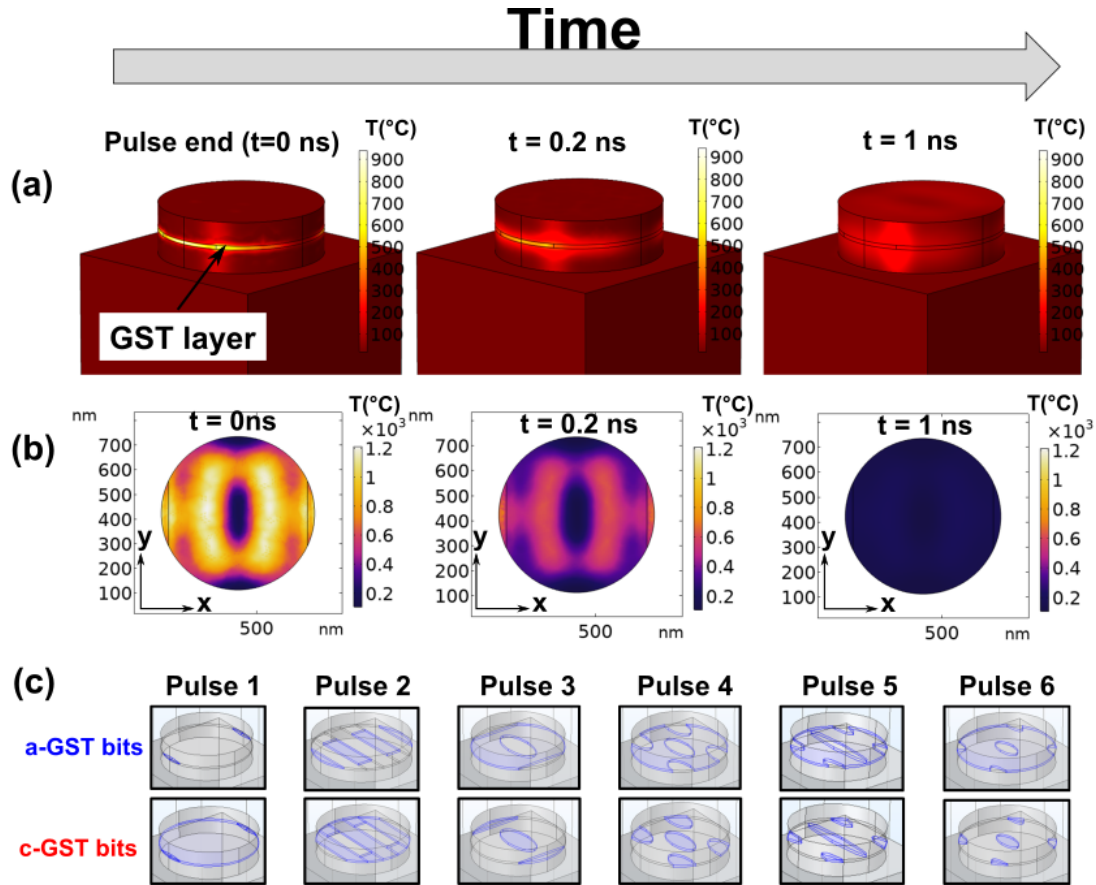 Time
Pulse end (t=0 ns)
T(°C)
t = 0.2 ns
T(°C)
t = 1 ns
T(°C)
(a)
900
800
700
600
500
400
300
200
100
900
800
700
600
500
400
300
200
100
900
800
700
600
500
400
300
200
100
GST layer
(b)
nm
t = 0ns
T(°C)
×10³
700
600
500
400
300
200
100
y
x
500
nm
1.2
1
0.8
0.6
0.4
0.2
nm
t = 0.2 ns
T(°C)
×10³
700
600
500
400
300
200
100
y
x
500
nm
1.2
1
0.8
0.6
0.4
0.2
nm
t = 1 ns
T(°C)
×10³
700
600
500
400
300
200
100
y
x
500
nm
1.2
1
0.8
0.6
0.4
0.2
(c)
Pulse 1 Pulse 2 Pulse 3 Pulse 4 Pulse 5 Pulse 6
a-GST bits
c-GST bits